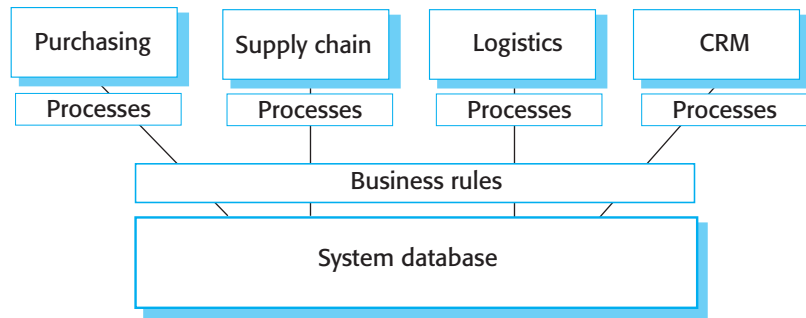 Purchasing
Supply chain
Logistics
CRM
Processes
Processes
Processes
Processes
Business rules
System database